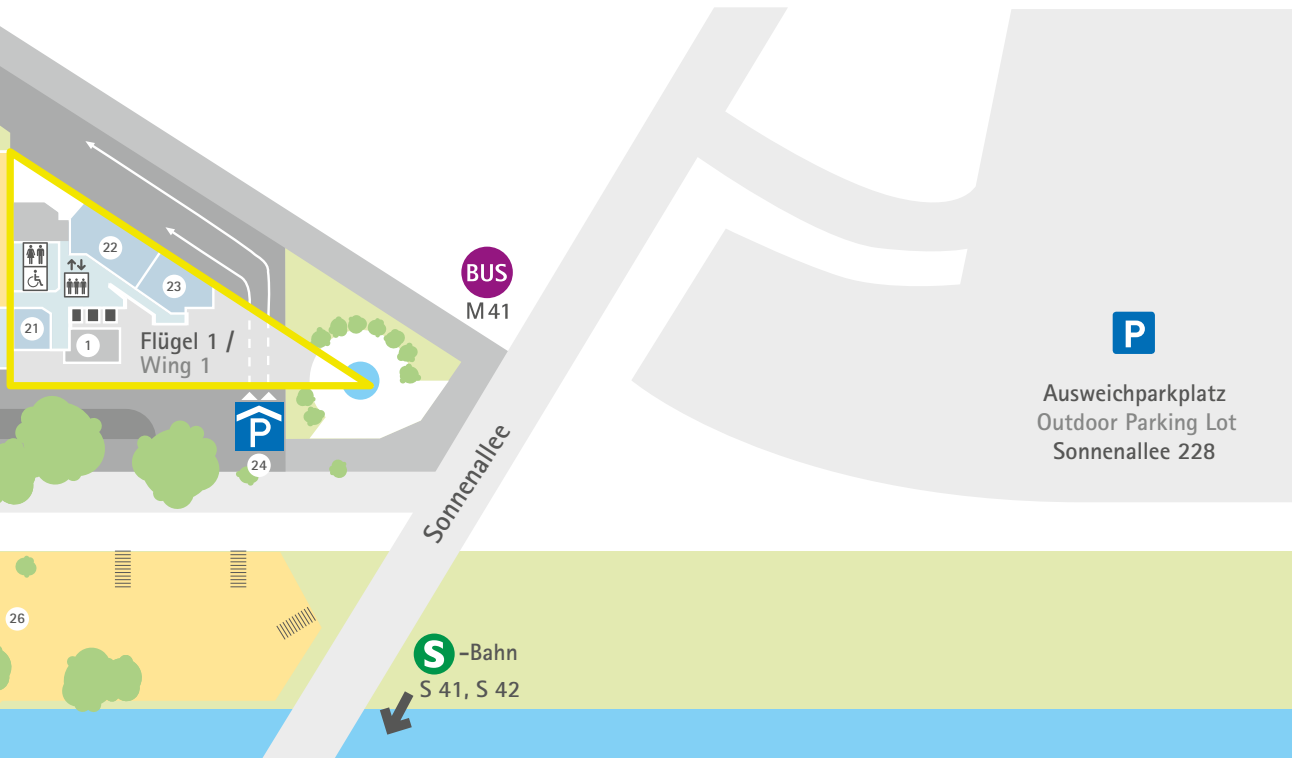 22
23
21
1
Flügel 1 /
Wing 1
BUS
M 41
P
Ausweichparkplatz
Outdoor Parking Lot
Sonnenallee 228
P
24
Sonnenallee
26
S -Bahn
S 41, S 42